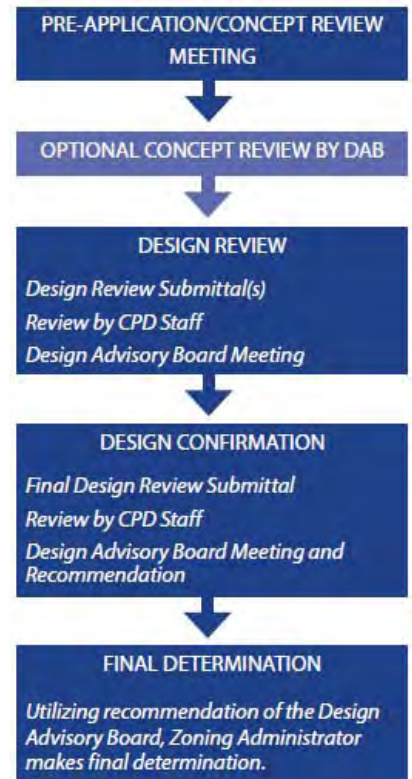 PRE-APPLICATION/CONCEPT REVIEW
MEETING
OPTIONAL CONCEPT REVIEW BY DAB
DESIGN REVIEW
Design Review Submittal(s)
Review by CPD Staff
Design Advisory Board Meeting
DESIGN CONFIRMATION
Final Design Review Submittal
Review by CPD Staff
Design Advisory Board Meeting and
Recommendation
FINAL DETERMINATION
Utilizing recommendation of the Design
Advisory Board, Zoning Administrator
makes final determination.